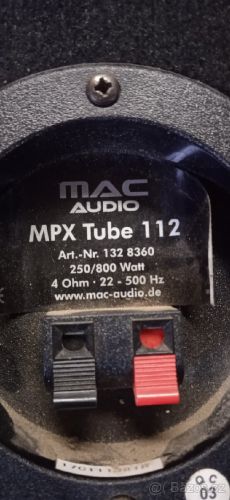 mac
AUDIO
MPX Tube 112
Art.-Nr. 132 8360
250/800 Watt
4 Ohm · 22 - 500 Hz
www.mac-audio.de
Q C
03